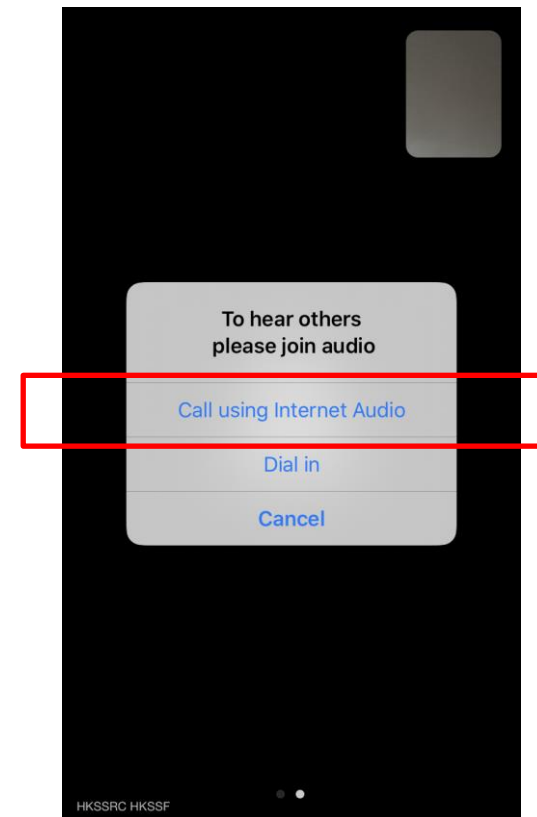 To hear others
please join audio
Call using Internet Audio
Dial in
Cancel
HKSSRC HKSSF